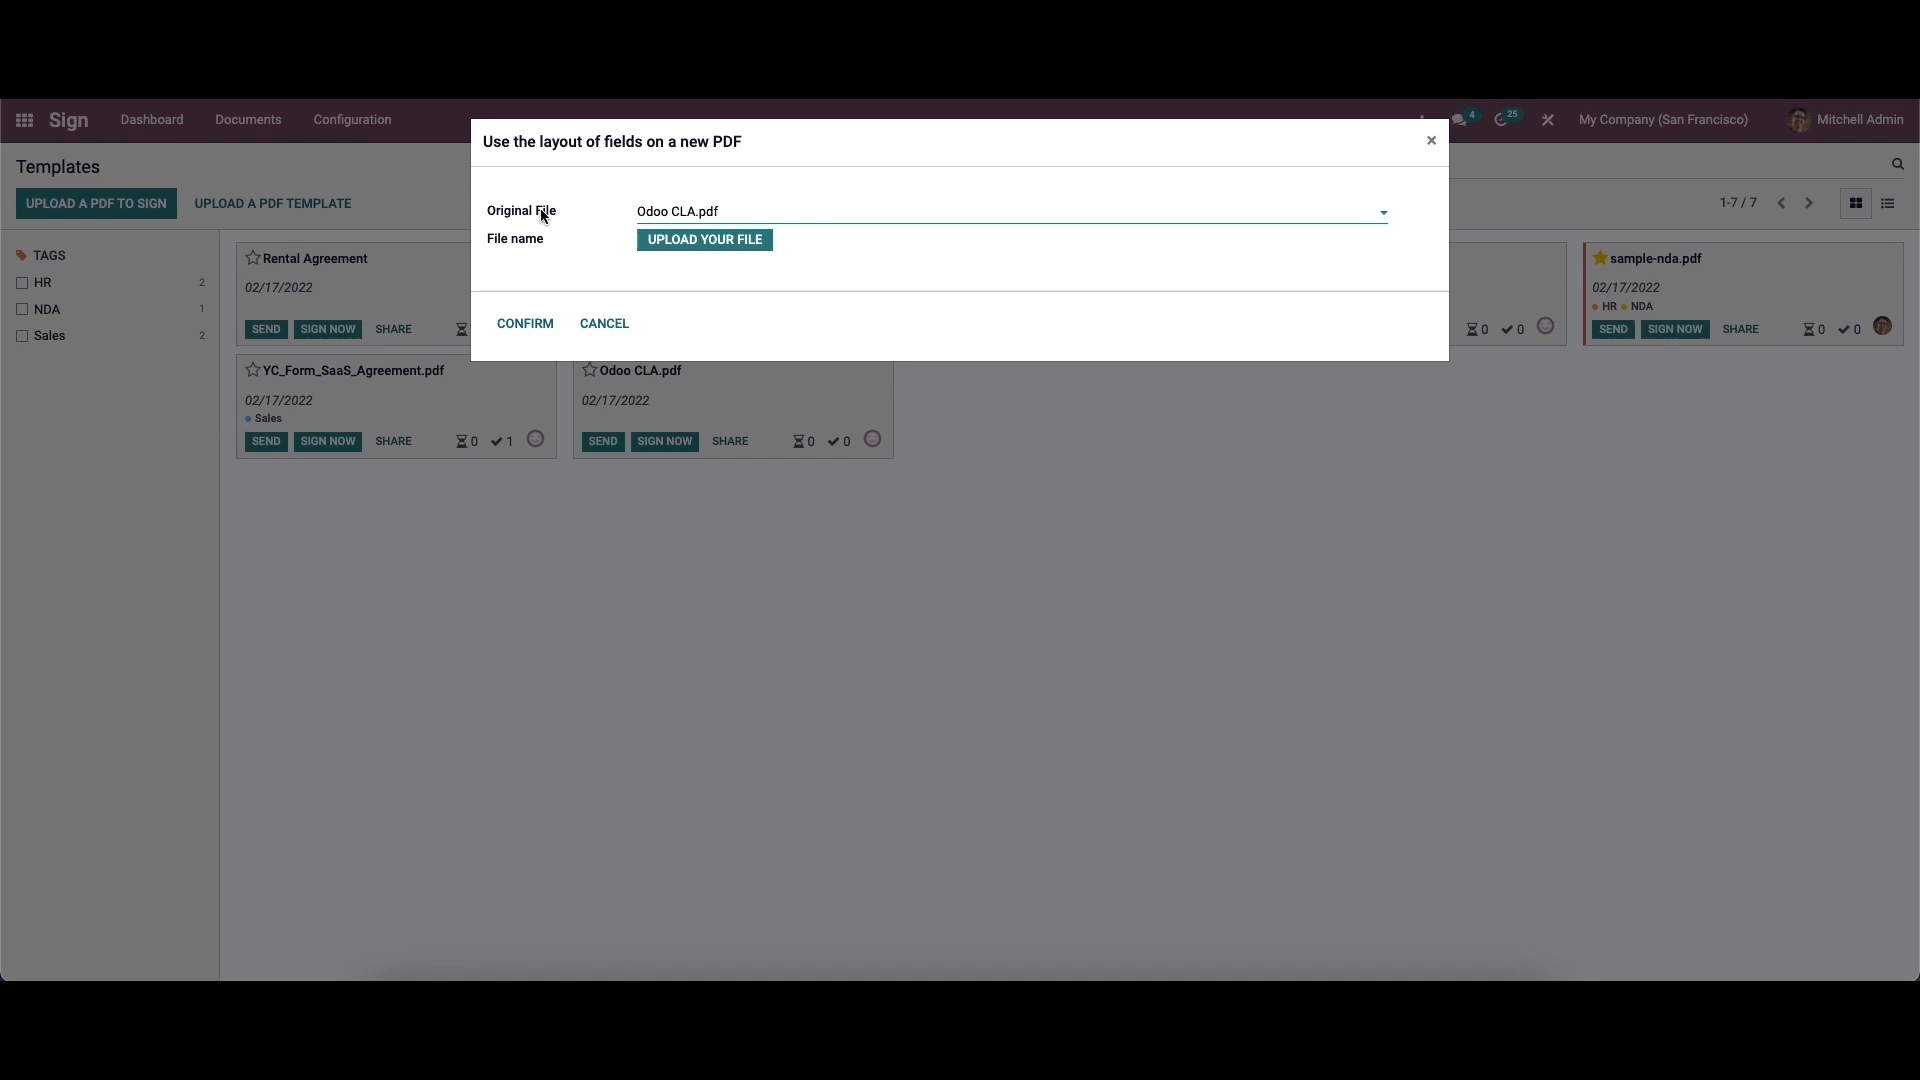 Sign Dashboard Documents Configuration 4 25 My Company (San Francisco) Mitchell Admin
Use the layout of fields on a new PDF ×
Templates
UPLOAD A PDF TO SIGN UPLOAD A PDF TEMPLATE 1-7 / 7
Original File Odoo CLA.pdf
File name UPLOAD YOUR FILE
CONFIRM CANCEL
TAGS
HR 2
NDA 1
Sales 2
Rental Agreement
02/17/2022
SEND SIGN NOW SHARE
0 0
sample-nda.pdf
02/17/2022
HR NDA
SEND SIGN NOW SHARE 0 0
YC_Form_SaaS_Agreement.pdf
02/17/2022
Sales
SEND SIGN NOW SHARE 0 1
Odoo CLA.pdf
02/17/2022
SEND SIGN NOW SHARE 0 0